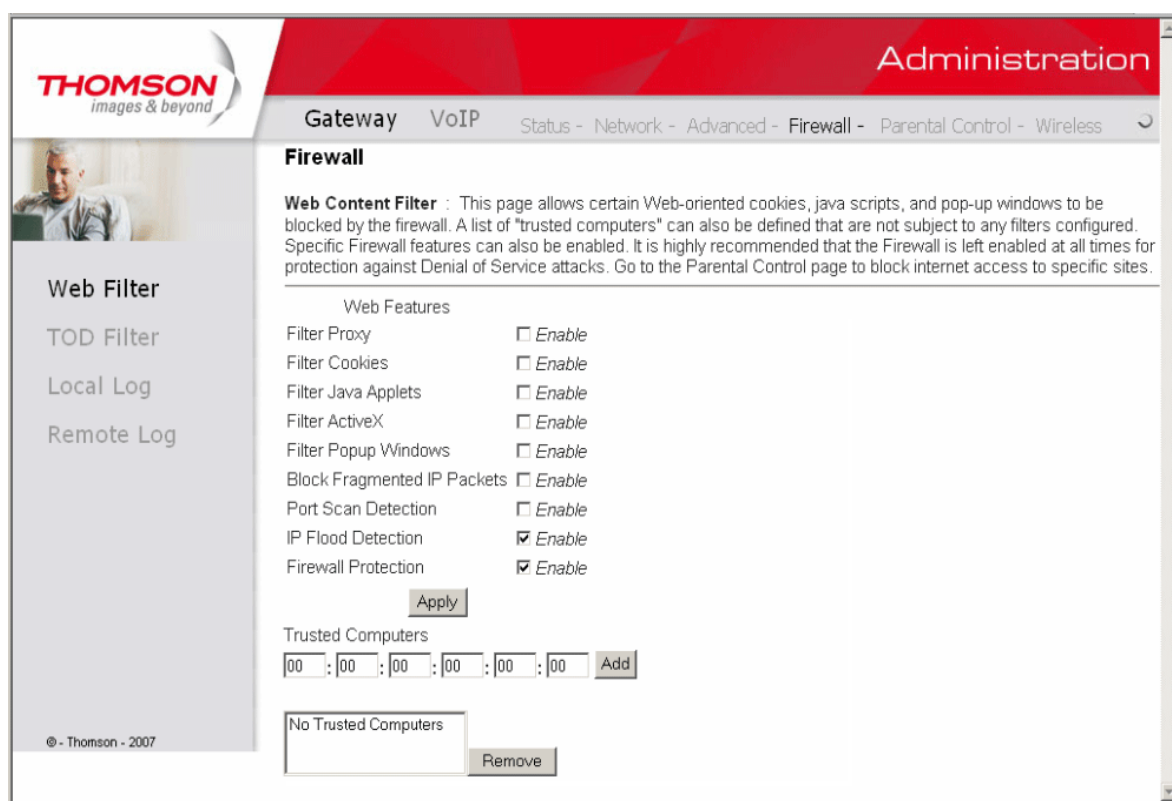 THOMSON
images & beyond
Administration
Gateway VoIP Status - Network - Advanced - Firewall - Parental Control - Wireless
Firewall
Web Content Filter : This page allows certain Web-oriented cookies, java scripts, and pop-up windows to be
blocked by the firewall. A list of "trusted computers" can also be defined that are not subject to any filters configured.
Specific Firewall features can also be enabled. It is highly recommended that the Firewall is left enabled at all times for
protection against Denial of Service attacks. Go to the Parental Control page to block internet access to specific sites.
Web Filter
TOD Filter
Local Log
Remote Log
Web Features
Filter Proxy Enable
Filter Cookies Enable
Filter Java Applets Enable
Filter ActiveX Enable
Filter Popup Windows Enable
Block Fragmented IP Packets Enable
Port Scan Detection Enable
IP Flood Detection Enable
Firewall Protection Enable
Apply
Trusted Computers
00 : 00 : 00 : 00 : 00 : 00 Add
No Trusted Computers
Remove
© - Thomson - 2007